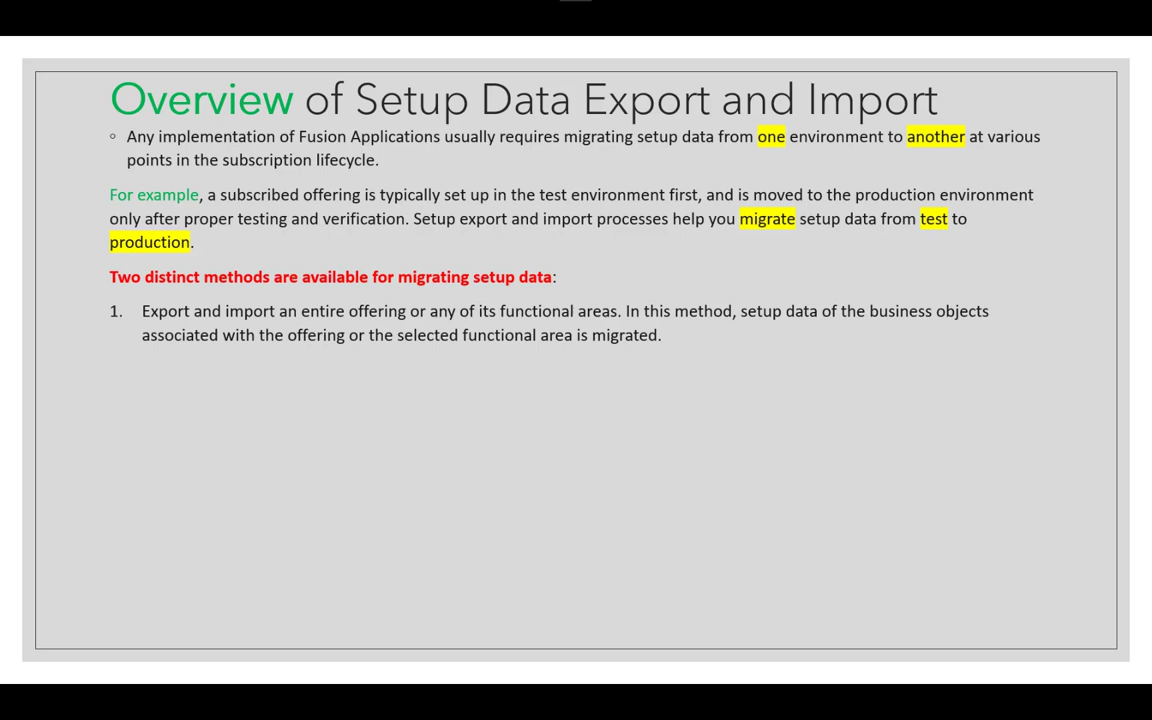 Overview of Setup Data Export and Import
◦ Any implementation of Fusion Applications usually requires migrating setup data from one environment to another at various
points in the subscription lifecycle.
For example, a subscribed offering is typically set up in the test environment first, and is moved to the production environment
only after proper testing and verification. Setup export and import processes help you migrate setup data from test to
production.
Two distinct methods are available for migrating setup data:
1. Export and import an entire offering or any of its functional areas. In this method, setup data of the business objects
associated with the offering or the selected functional area is migrated.